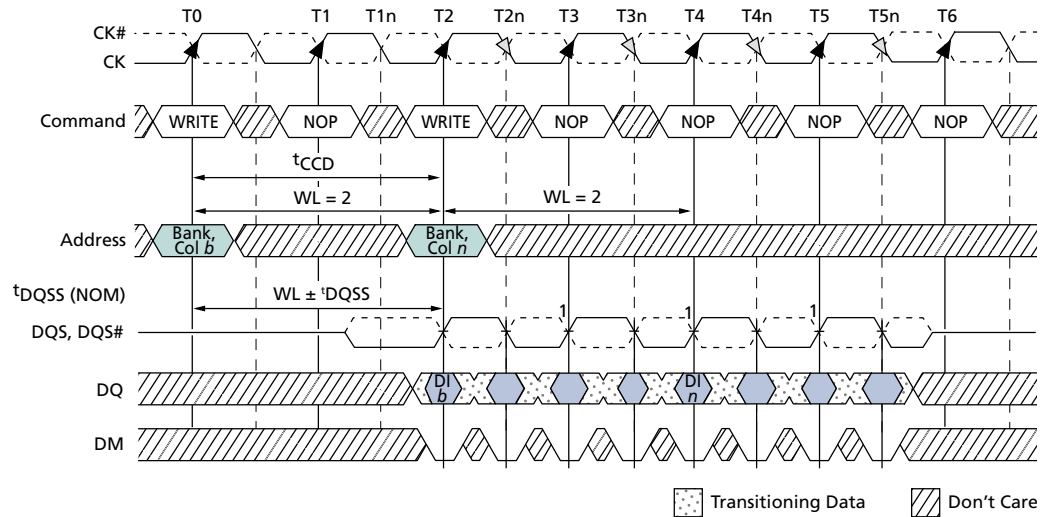 T0 T1 T1n T2 T2n T3 T3n T4 T4n T5 T5n T6
CK#
CK
Command WRITE NOP WRITE NOP NOP NOP NOP
tCCD
WL = 2 WL = 2
Address Bank, Col b Bank, Col n
tDQSS (NOM)
WL ± tDQSS
DQS, DQS# 1 1 1
DQ DI b DI n
DM
Transitioning Data Don't Care